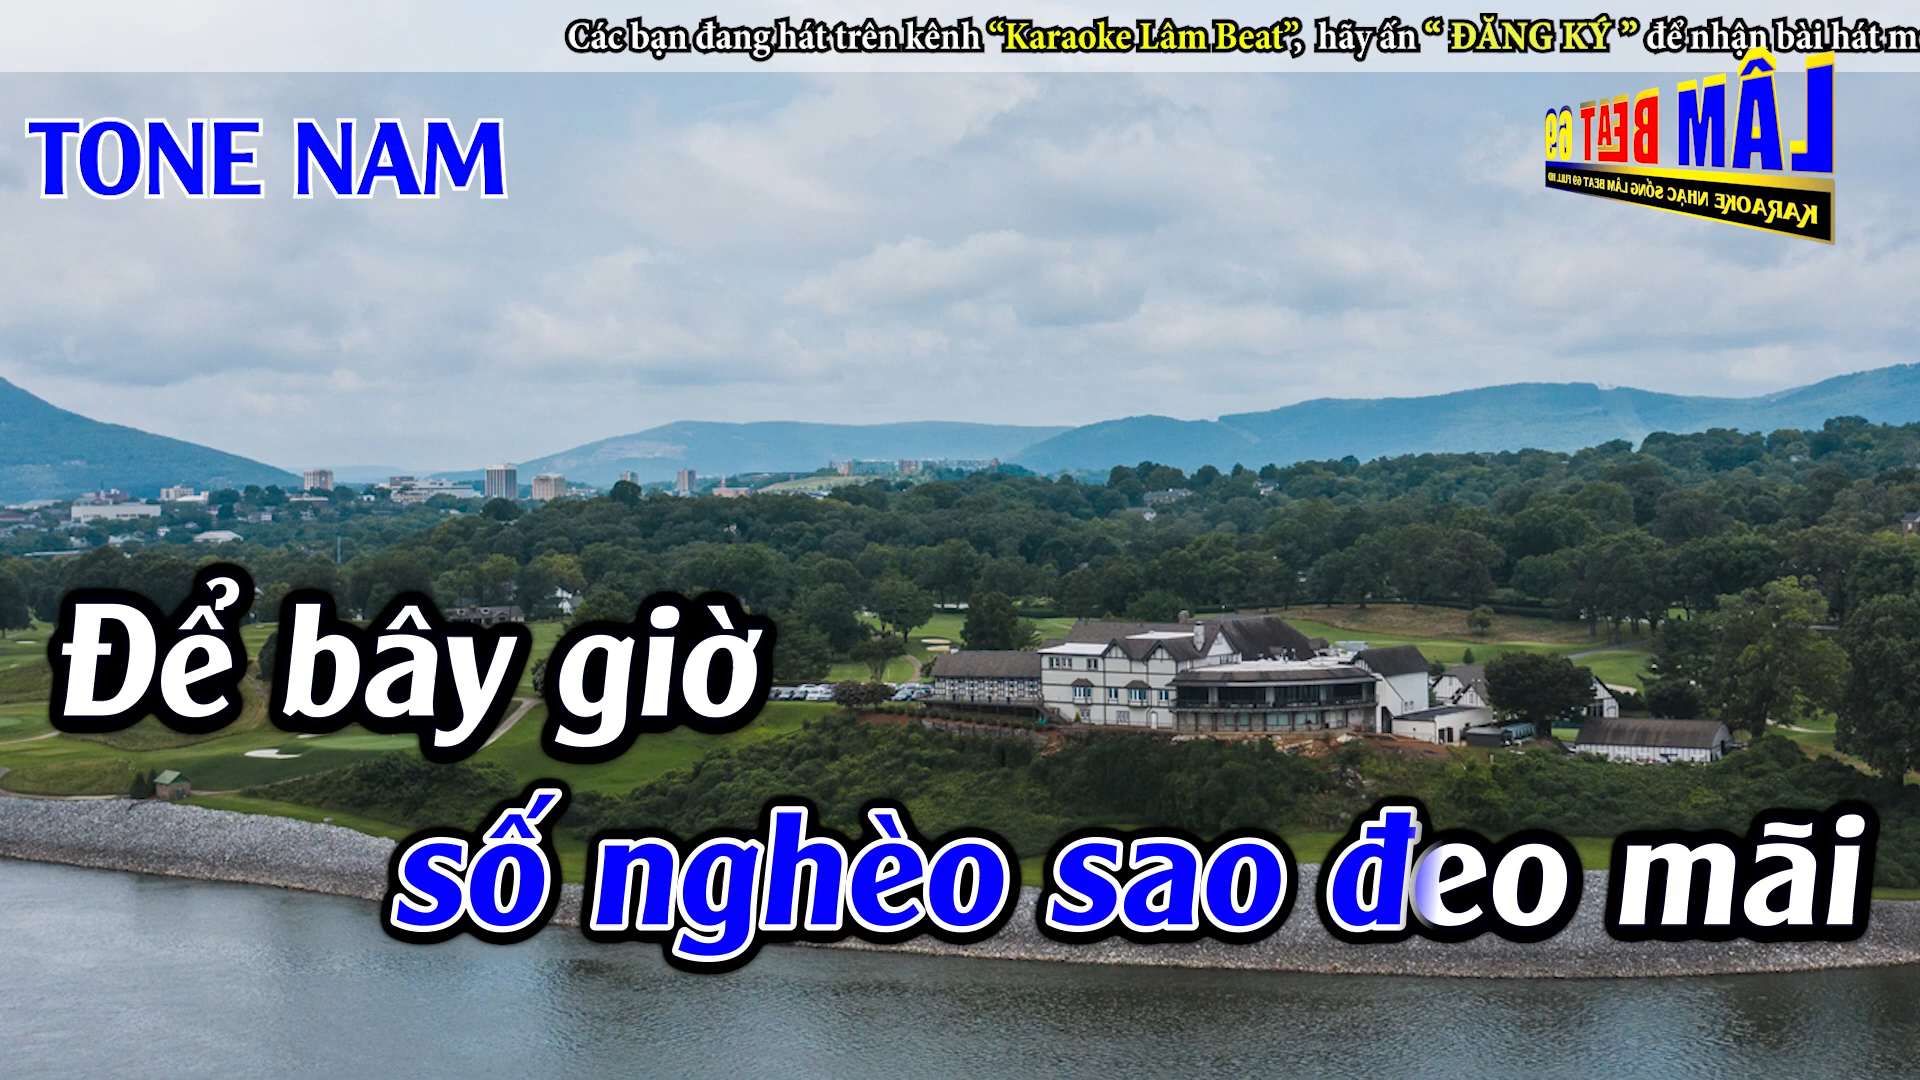 Các bạn đang hát trên kênh “Karaoke Lâm Beat”, hãy ấn “ ĐĂNG KÝ ” để nhận bài hát m
TONE NAM
LÂM BEAT 69
KARAOKE NHẠC SỐNG LÂM BEAT 69 FULL HD
Để bây giờ
số nghèo sao đeo mãi